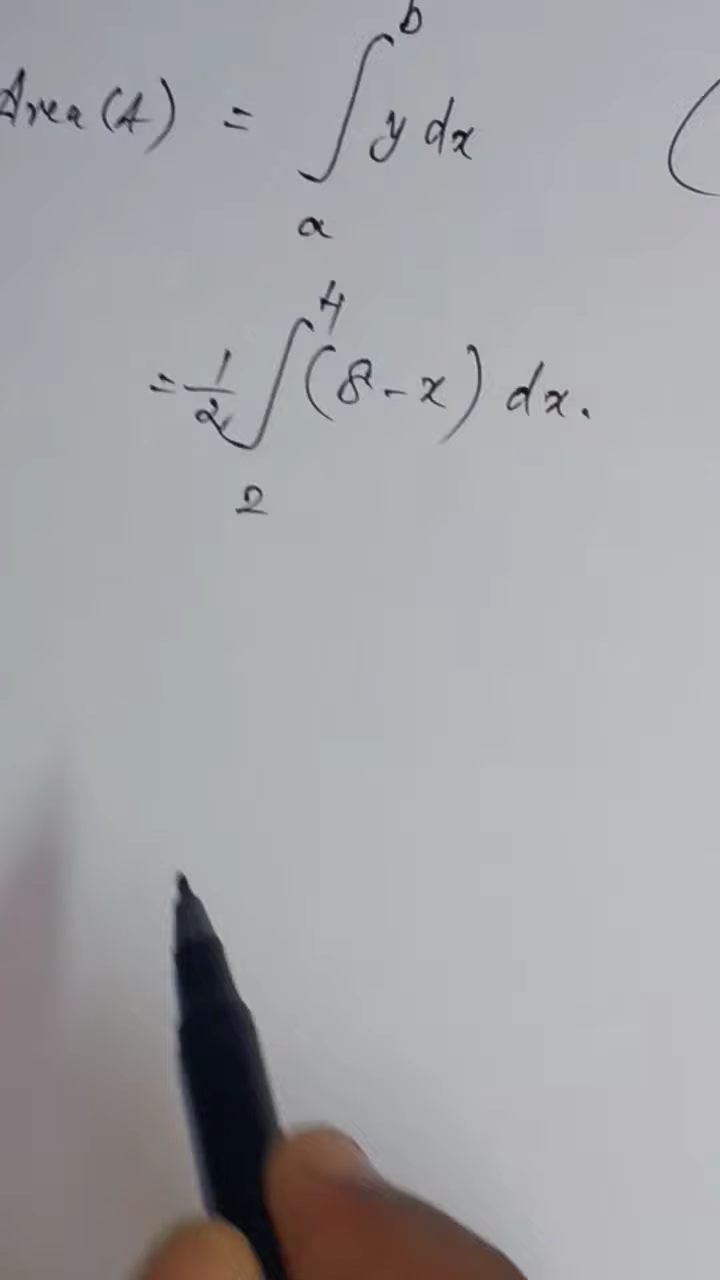 Area (A) = ∫_a^b y dx (
= 1/2 ∫_2^4 (8 - x) dx.